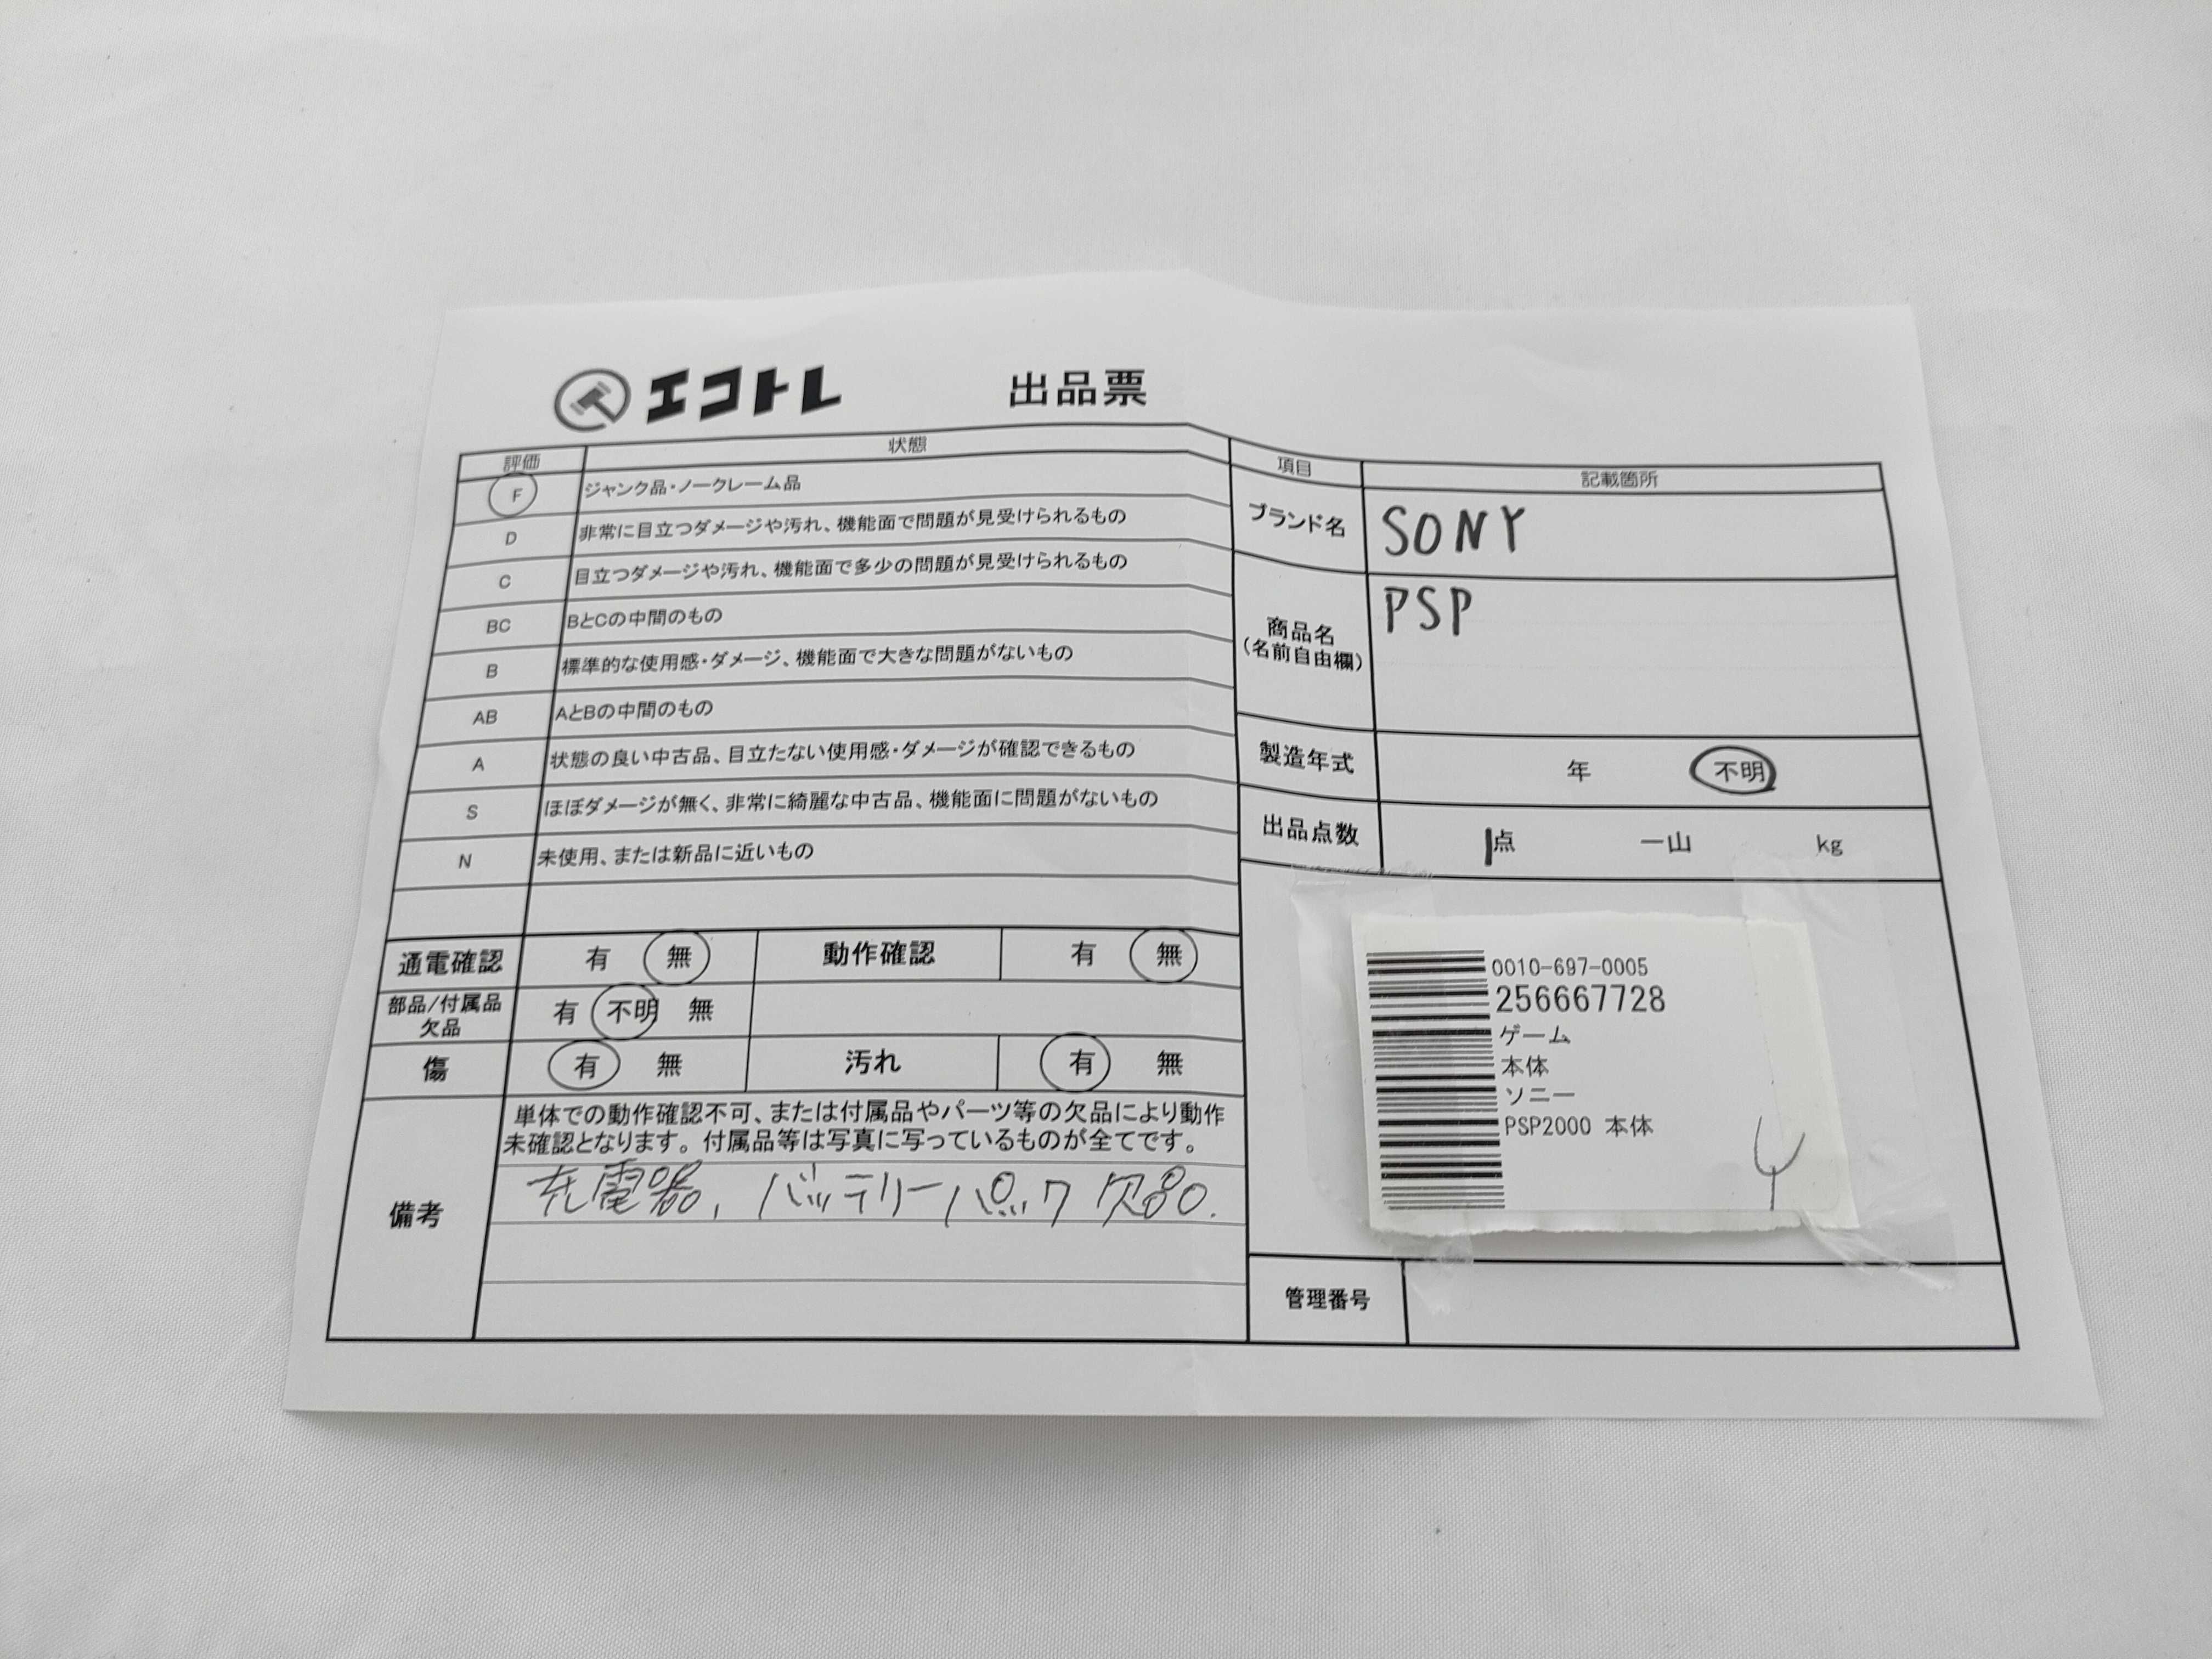 エコトレ 出品票
評価 状態
F ジャンク品・ノークレーム品
D 非常に目立つダメージや汚れ、機能面で問題が見受けられるもの
C 目立つダメージや汚れ、機能面で多少の問題が見受けられるもの
BC BとCの中間のもの
B 標準的な使用感・ダメージ、機能面で大きな問題がないもの
AB AとBの中間のもの
A 状態の良い中古品、目立たない使用感・ダメージが確認できるもの
S ほぼダメージが無く、非常に綺麗な中古品、機能面に問題がないもの
N 未使用、または新品に近いもの
通電確認 有 無 動作確認 有 無
部品/付属品
欠品
有 不明 無
傷 有 無 汚れ 有 無
備考
単体での動作確認不可、または付属品やパーツ等の欠品により動作
未確認となります。付属品等は写真に写っているものが全てです。
充電器、バッテリーパック欠品.
項目 記載箇所
ブランド名 SONY
商品名
(名前自由欄)
PSP
製造年式 年 不明
出品点数 1点 一山 kg
0010-697-0005
256667728
ゲーム
本体
ソニー
PSP2000 本体
管理番号